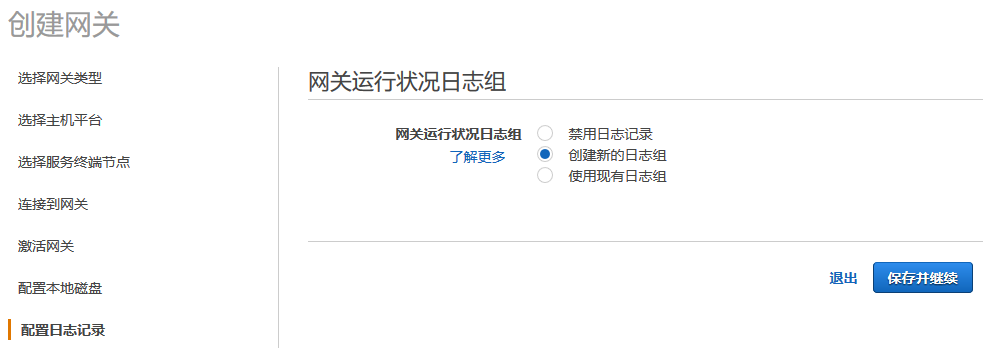 创建网关
选择网关类型
选择主机平台
选择服务终端节点
连接到网关
激活网关
配置本地磁盘
配置日志记录
网关运行状况日志组
网关运行状况日志组
了解更多
禁用日志记录
创建新的日志组
使用现有日志组
退出
保存并继续